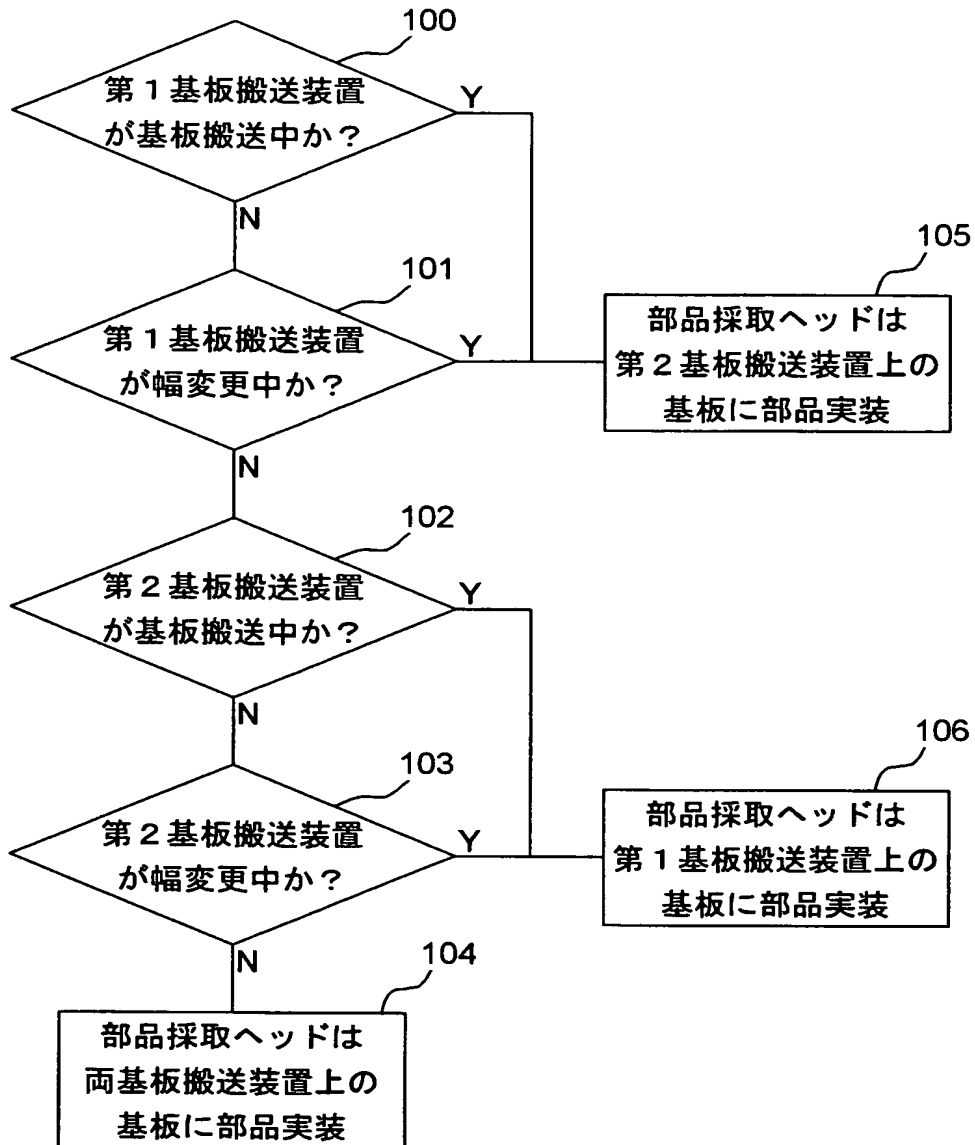 100
第１基板搬送装置
が基板搬送中か？
Y
N
101
第１基板搬送装置
が幅変更中か？
Y
N
105
部品採取ヘッドは
第２基板搬送装置上の
基板に部品実装
102
第２基板搬送装置
が基板搬送中か？
Y
N
103
第２基板搬送装置
が幅変更中か？
Y
N
106
部品採取ヘッドは
第１基板搬送装置上の
基板に部品実装
104
部品採取ヘッドは
両基板搬送装置上の
基板に部品実装